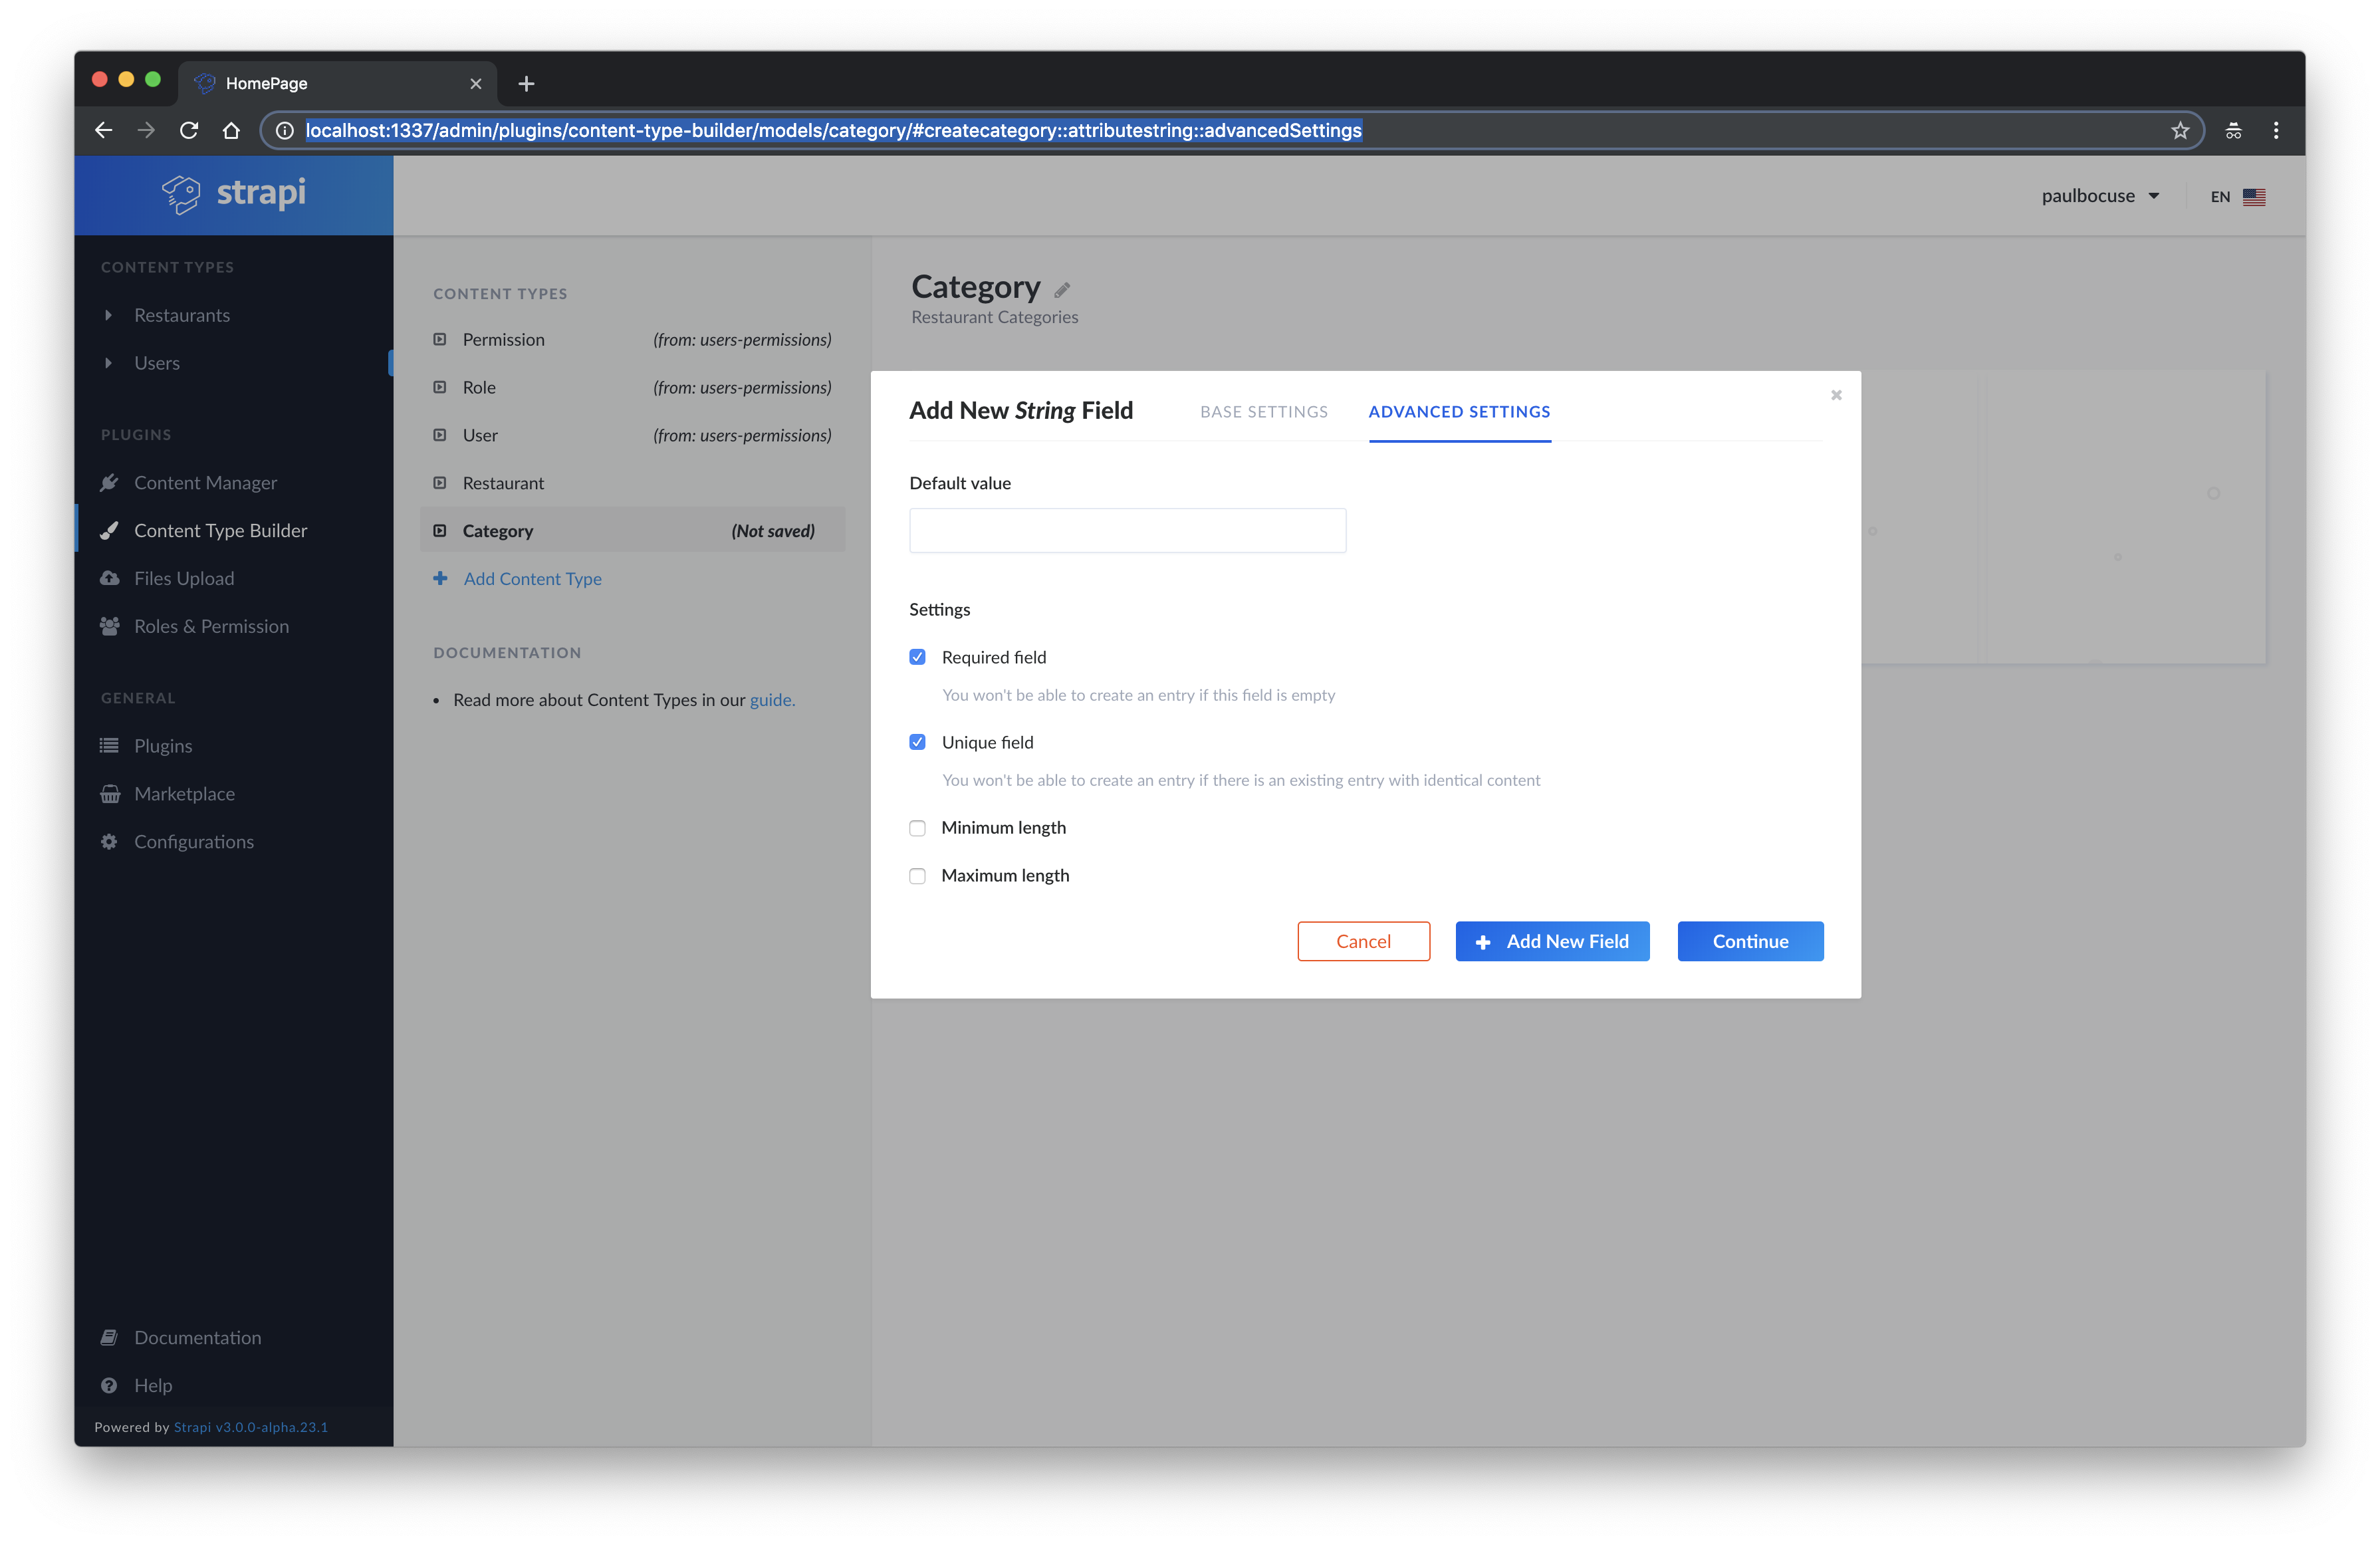 HomePage
localhost:1337/admin/plugins/content-type-builder/models/category/#createcategory::attributestring::advancedSettings
strapi
paulbocuse
EN
CONTENT TYPES
Restaurants
Users
PLUGINS
Content Manager
Content Type Builder
Files Upload
Roles & Permission
GENERAL
Plugins
Marketplace
Configurations
Documentation
Help
Powered by Strapi v3.0.0-alpha.23.1
CONTENT TYPES
Permission (from: users-permissions)
Role (from: users-permissions)
User (from: users-permissions)
Restaurant
Category (Not saved)
Add Content Type
DOCUMENTATION
Read more about Content Types in our guide.
Category
Restaurant Categories
Add New String Field BASE SETTINGS ADVANCED SETTINGS
Default value
Settings
Required field
You won't be able to create an entry if this field is empty
Unique field
You won't be able to create an entry if there is an existing entry with identical content
Minimum length
Maximum length
Cancel Add New Field Continue